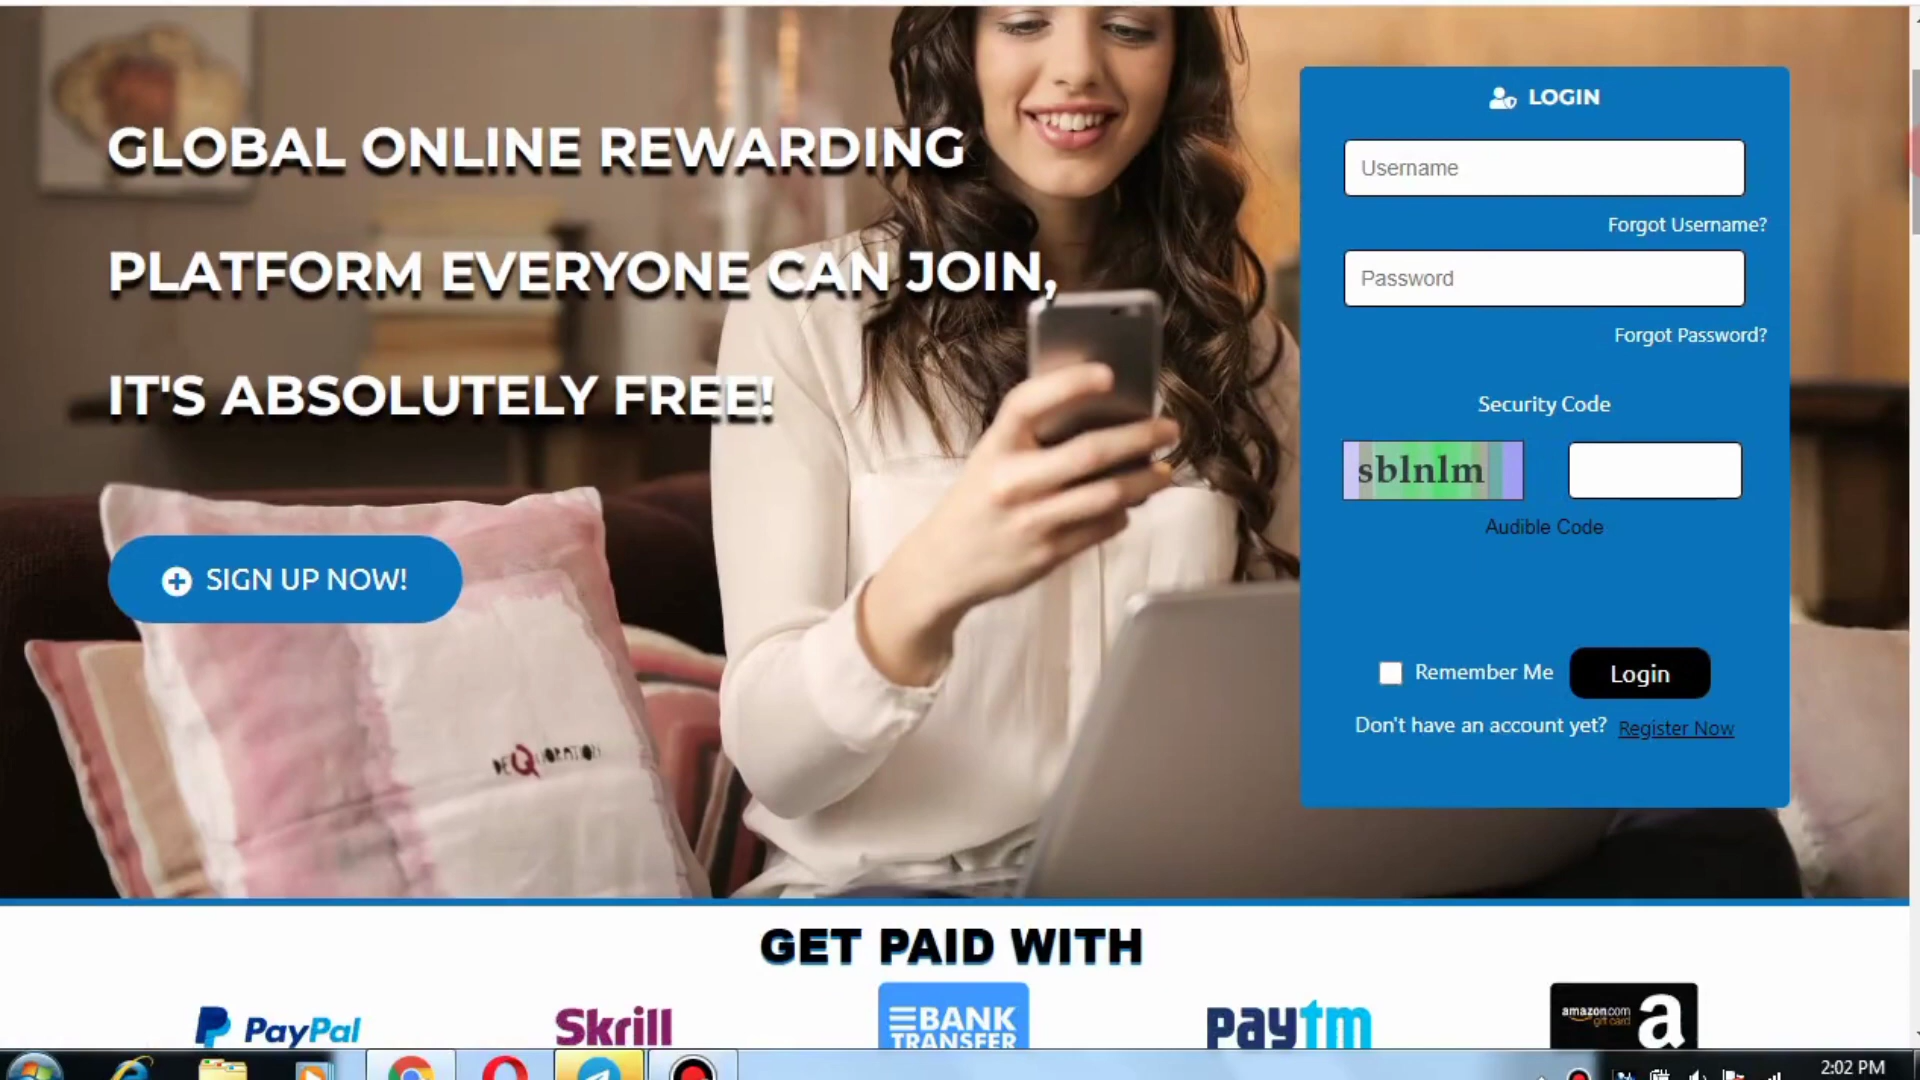 GLOBAL ONLINE REWARDING
PLATFORM EVERYONE CAN JOIN,
IT'S ABSOLUTELY FREE!
SIGN UP NOW!
LOGIN
Username
Forgot Username?
Password
Forgot Password?
Security Code
sblnlm
Audible Code
Remember Me
Login
Don't have an account yet? Register Now
GET PAID WITH
PayPal
Skrill
BANK
TRANSFER
paytm
amazon.com
gift card
a
2:02 PM